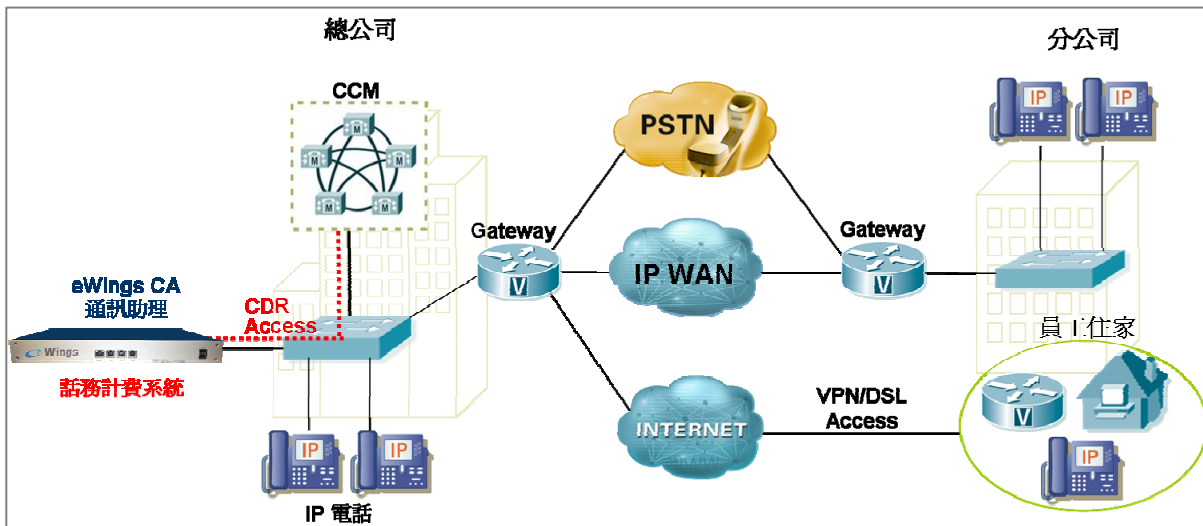 總公司
分公司
CCM
M
M
M
M
M
PSTN
IP
IP
Gateway
V
IP WAN
Gateway
V
eWings CA
通訊助理
CDR
Access
eWings
話務計費系統
員工住家
INTERNET
VPN/DSL
Access
V
IP
IP
IP
IP 電話